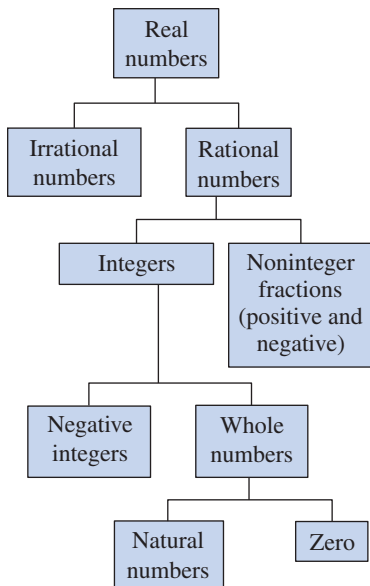 Real
numbers
Irrational
numbers
Rational
numbers
Integers
Noninteger
fractions
(positive and
negative)
Negative
integers
Whole
numbers
Natural
numbers
Zero